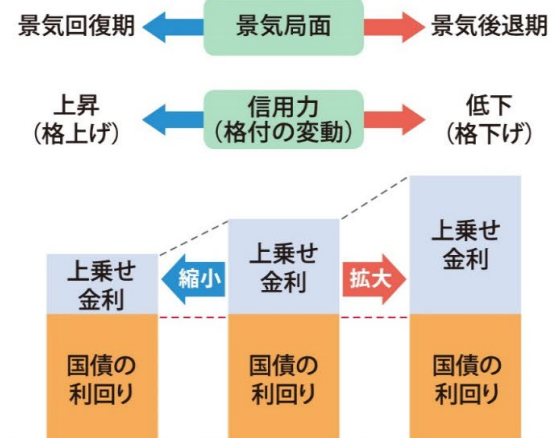 景気回復期
景気局面
景気後退期
上昇
(格上げ)
信用力
(格付の変動)
低下
(格下げ)
上乗せ
金利
縮小
上乗せ
金利
拡大
上乗せ
金利
国債の
利回り
国債の
利回り
国債の
利回り